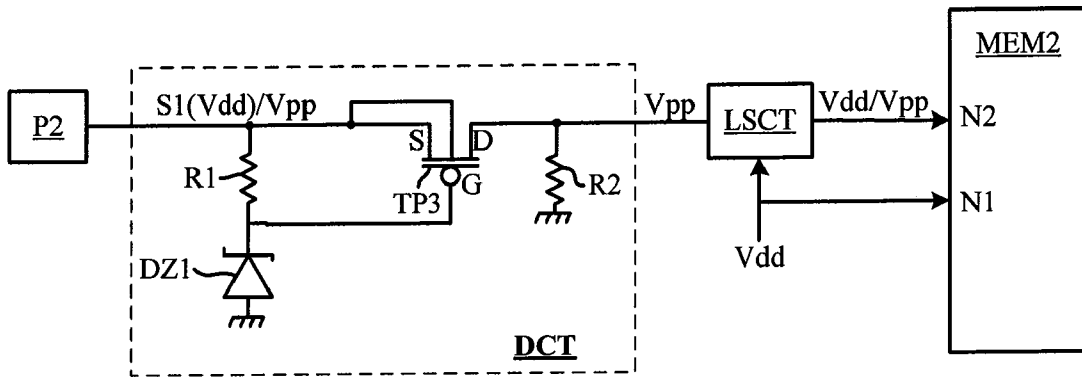 MEM2
P2
S1(Vdd)/Vpp
Vpp
LSCT
Vdd/Vpp
N2
S
D
R1
G
R2
TP3
N1
Vdd
DZ1
DCT